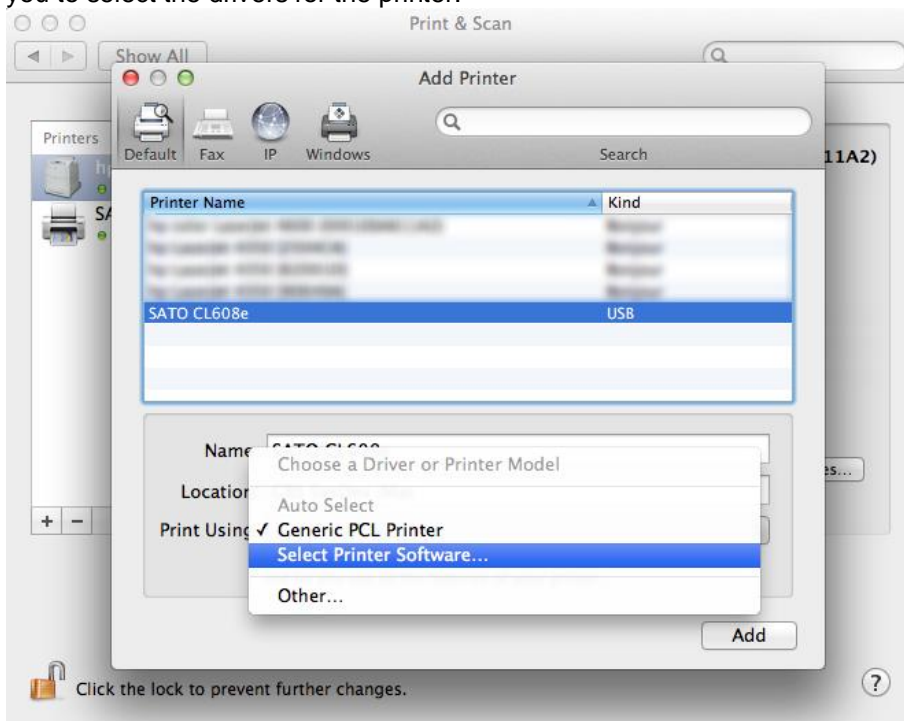 you to select the drivers for the printer.
Print & Scan
Show All
Add Printer
Default Fax IP Windows Search
Printers
11A2)
Printer Name Kind
SATO CL608e USB
Name
Choose a Driver or Printer Model
Location
Auto Select
Print Using ✓ Generic PCL Printer
Select Printer Software...
Other...
es...
+ –
Add
Click the lock to prevent further changes. ?